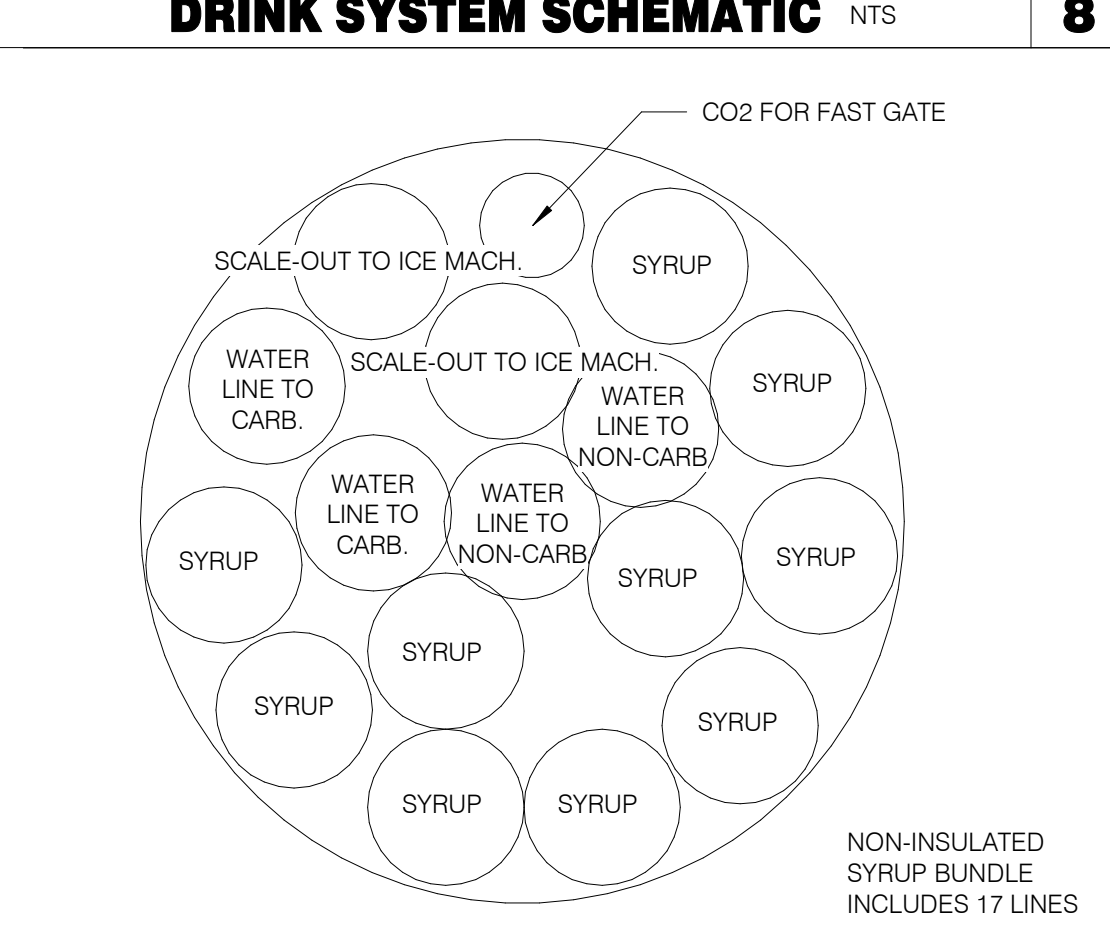 DRINK SYSTEM SCHEMATIC NTS 8
CO2 FOR FAST GATE
SCALE-OUT TO ICE MACH.
SYRUP
WATER
LINE TO
CARB.
SCALE-OUT TO ICE MACH.
WATER
LINE TO
NON-CARB
SYRUP
WATER
LINE TO
CARB.
WATER
LINE TO
NON-CARB
SYRUP
SYRUP
SYRUP
SYRUP
SYRUP
SYRUP
SYRUP
SYRUP
SYRUP
NON-INSULATED
SYRUP BUNDLE
INCLUDES 17 LINES